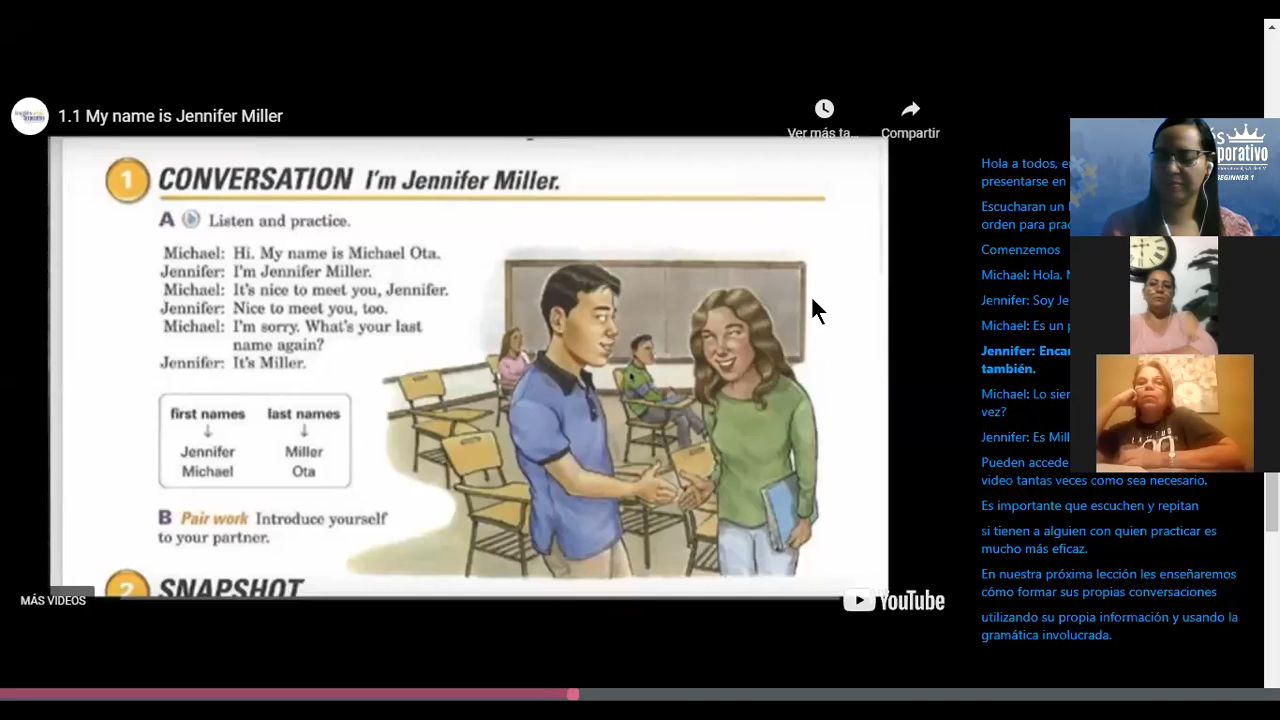 1.1 My name is Jennifer Miller
Ver más ta...
Compartir
1 CONVERSATION I'm Jennifer Miller.
A Listen and practice.
Michael: Hi. My name is Michael Ota.
Jennifer: I'm Jennifer Miller.
Michael: It's nice to meet you, Jennifer.
Jennifer: Nice to meet you, too.
Michael: I'm sorry. What's your last
name again?
Jennifer: It's Miller.
first names last names
↓ ↓
Jennifer Miller
Michael Ota
B Pair work Introduce yourself
to your partner.
2 SNAPSHOT
MÁS VIDEOS
YouTube
Hola a todos,
presentarse en
Escucharan un
orden para
Comenzemos
Michael: Hola.
Jennifer: Soy
Michael: Es un
Jennifer:
también.
Michael: Lo
vez?
Jennifer: Es
Pueden
video tantas veces como sea necesario.
Es importante que escuchen y repitan
si tienen a alguien con quien practicar es
mucho más eficaz.
En nuestra próxima lección les enseñaremos
cómo formar sus propias conversaciones
utilizando su propia información y usando la
gramática involucrada.
BEGINNER 1